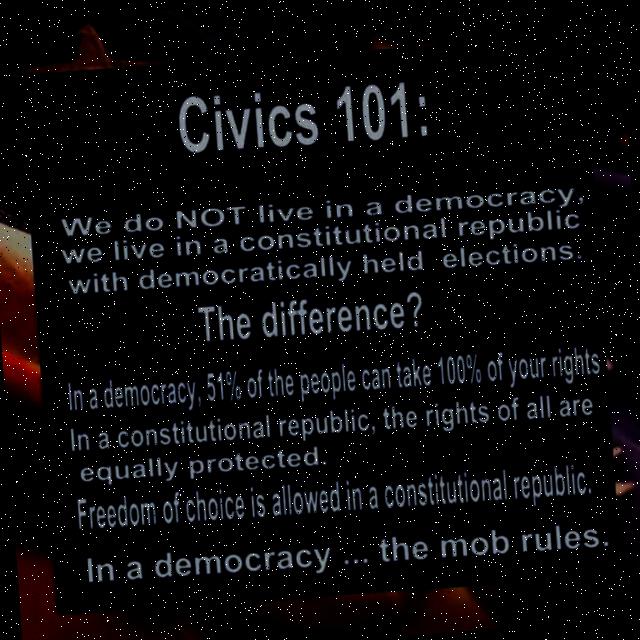 Civics 101:
We do NOT live in a democracy,
we live in a constitutional republic
with democratically held elections.
The difference?
In a democracy, 51% of the people can take 100% of your rights
In a constitutional republic, the rights of all are
equally protected.
Freedom of choice is allowed in a constitutional republic.
In a democracy ... the mob rules.